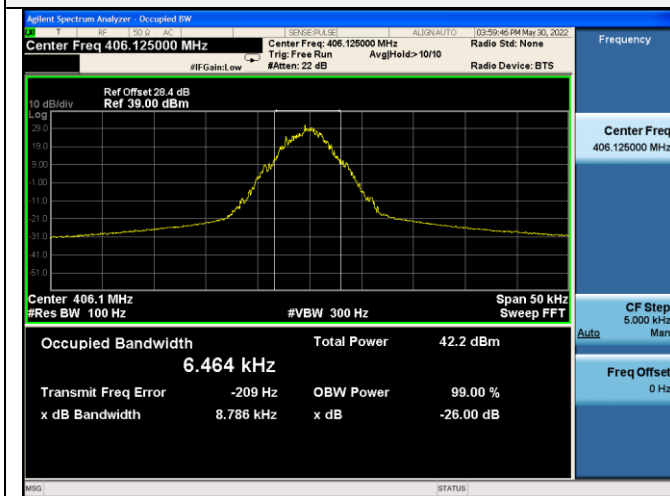 Agilent Spectrum Analyzer - Occupied BW
T RF 50 Ω AC SENSE:PULSE ALIGNAUTO 03:59:46 PM May 30, 2022
Center Freq 406.125000 MHz
Center Freq: 406.125000 MHz
Radio Std: None
Trig: Free Run Avg|Hold:> 10/10
#IFGain:Low
#Atten: 22 dB
Radio Device: BTS
Frequency
Ref Offset 28.4 dB
10 dB/div Ref 39.00 dBm
Log
29.0
19.0
9.00
-1.00
-11.0
-21.0
-31.0
-41.0
-51.0
Center Freq
406.125000 MHz
Center 406.1 MHz
Span 50 kHz
#Res BW 100 Hz
#VBW 300 Hz
Sweep FFT
CF Step
5.000 kHz
Auto Man
Occupied Bandwidth
6.464 kHz
Total Power 42.2 dBm
Transmit Freq Error -209 Hz
OBW Power 99.00 %
x dB Bandwidth 8.786 kHz
x dB -26.00 dB
Freq Offset
0 Hz
MSG
STATUS